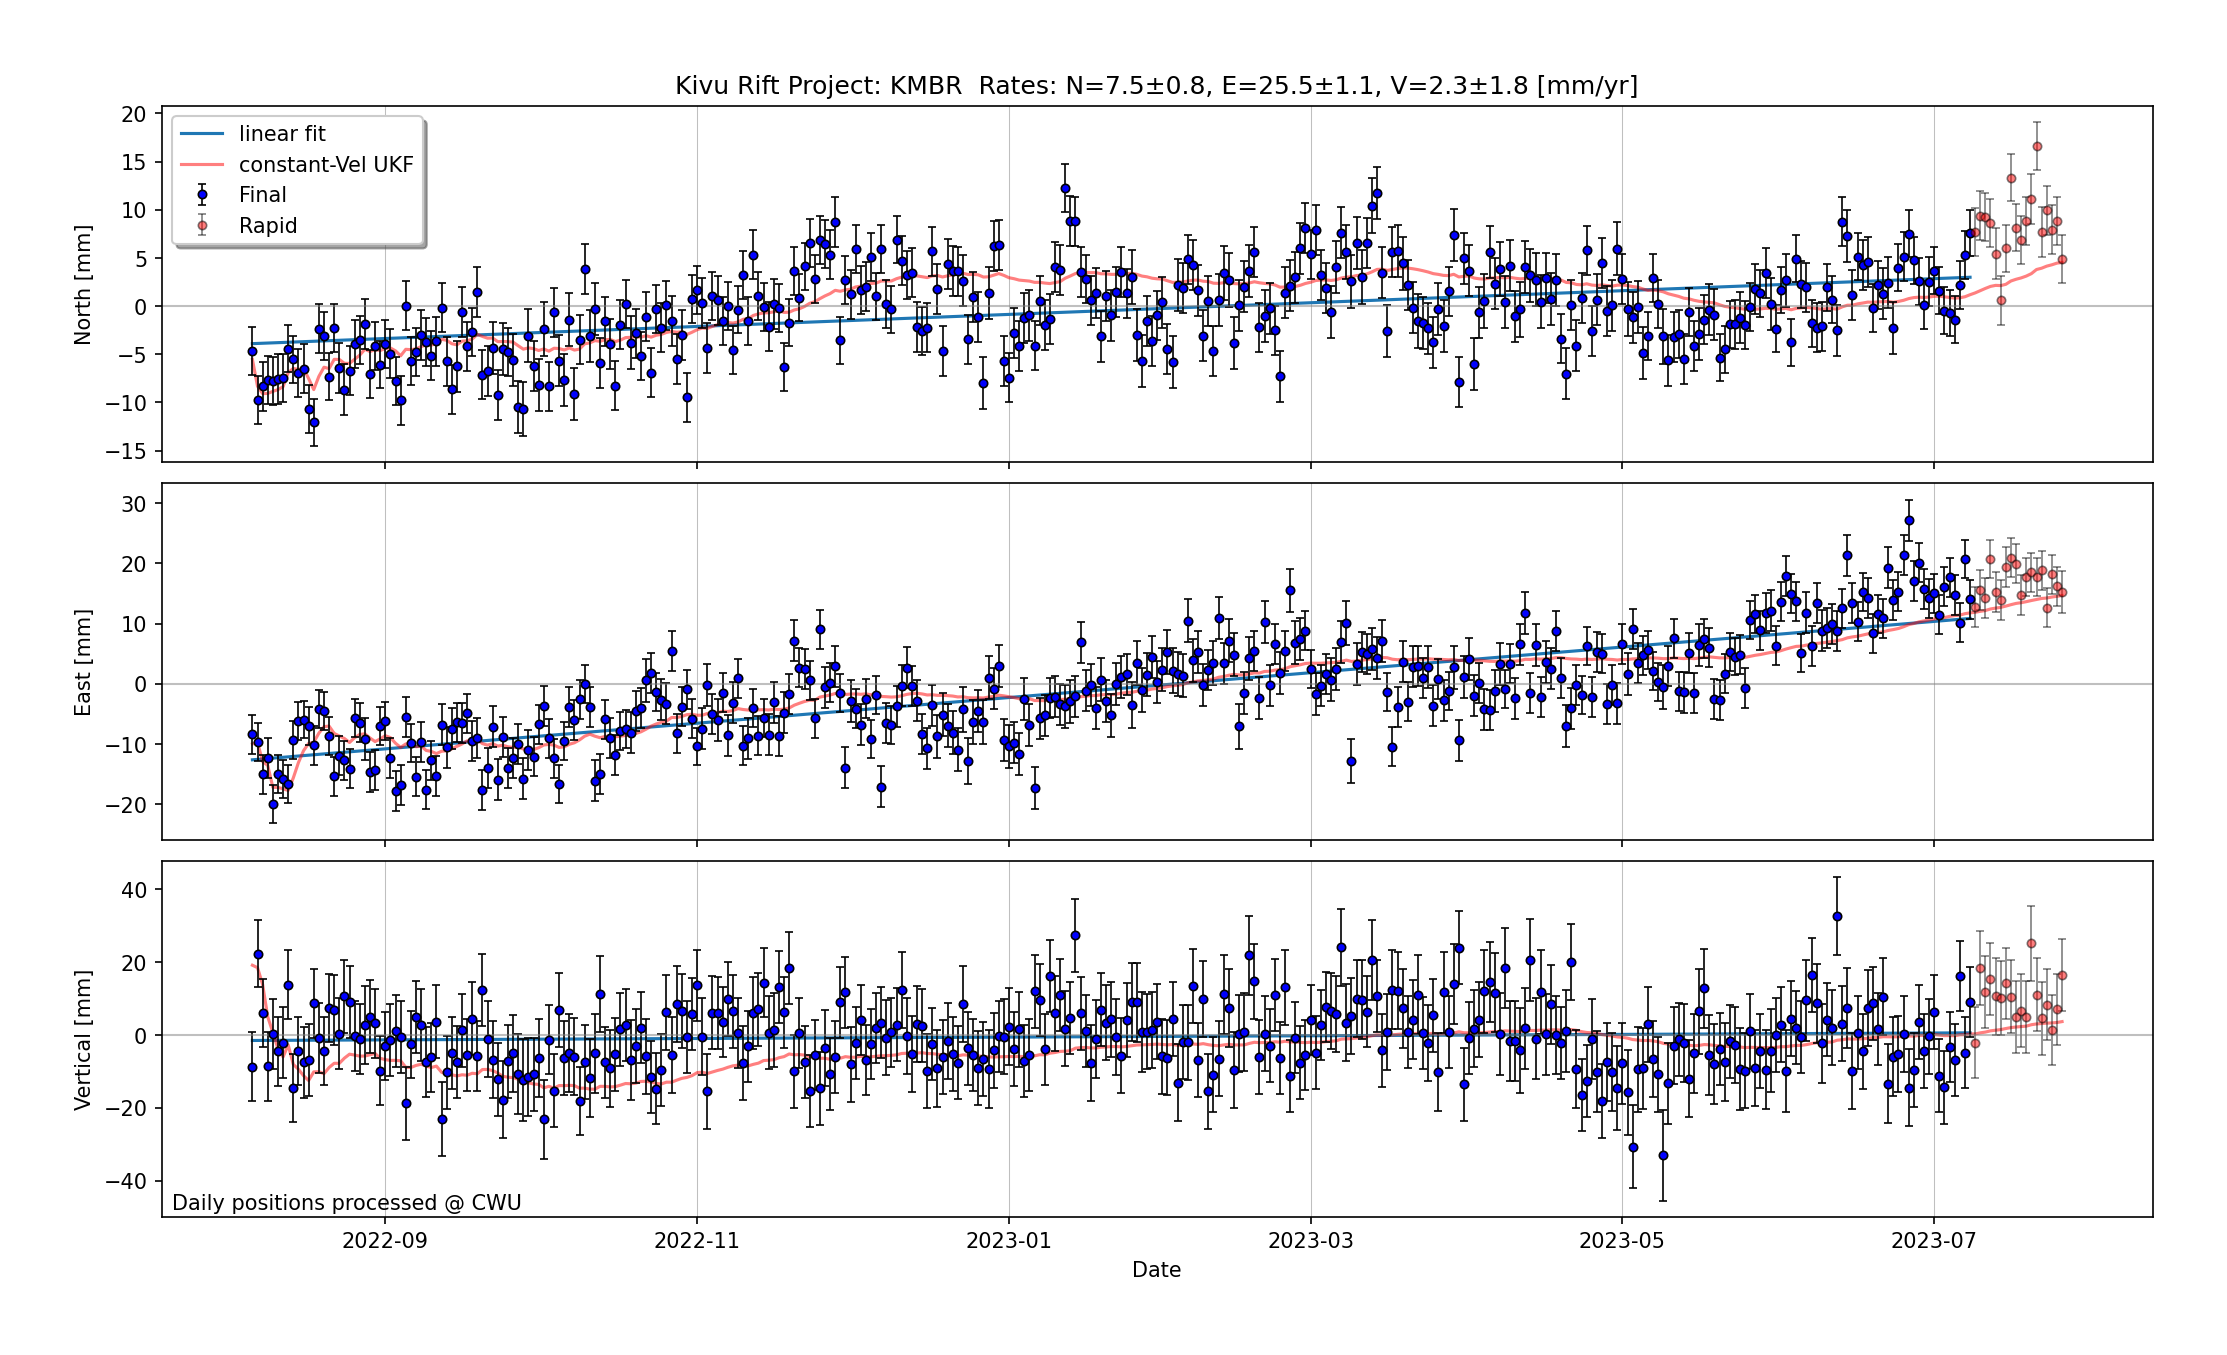 Kivu Rift Project: KMBR  Rates: N=7.5±0.8, E=25.5±1.1, V=2.3±1.8 [mm/yr]
linear fit
constant-Vel UKF
Final
Rapid
North [mm]
20
15
10
5
0
−5
−10
−15
East [mm]
30
20
10
0
−10
−20
Vertical [mm]
40
20
0
−20
−40
Daily positions processed @ CWU
2022-09 2022-11 2023-01 2023-03 2023-05 2023-07
Date